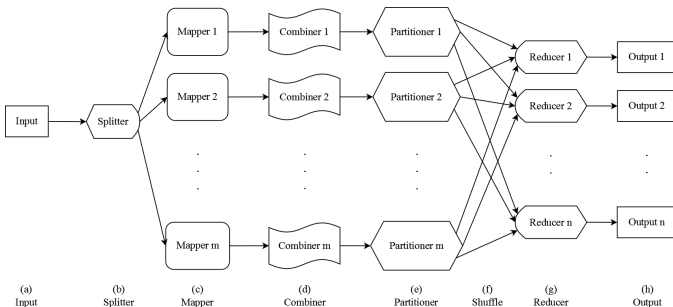 Mapper 1
Combiner 1
Partitioner 1
Reducer 1
Output 1
Input
Splitter
Mapper 2
Combiner 2
Partitioner 2
Reducer 2
Output 2
Mapper m
Combiner m
Partitioner m
Reducer n
Output n
(a)
(b)
(c)
(d)
(e)
(f)
(g)
(h)
Input
Splitter
Mapper
Combiner
Partitioner
Shuffle
Reducer
Output